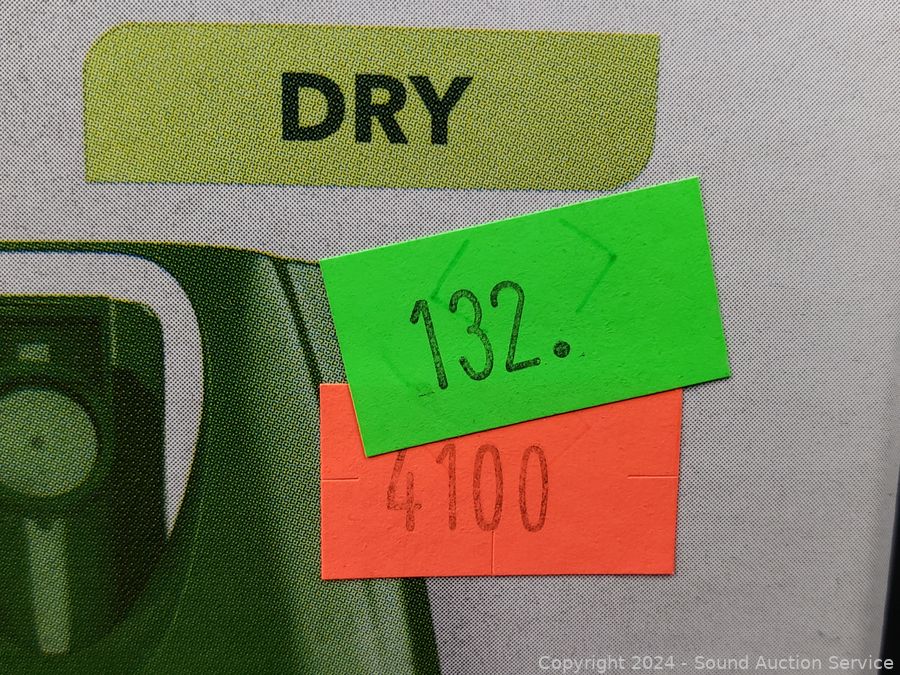 DRY
132.
4100
Copyright 2024 - Sound Auction Service